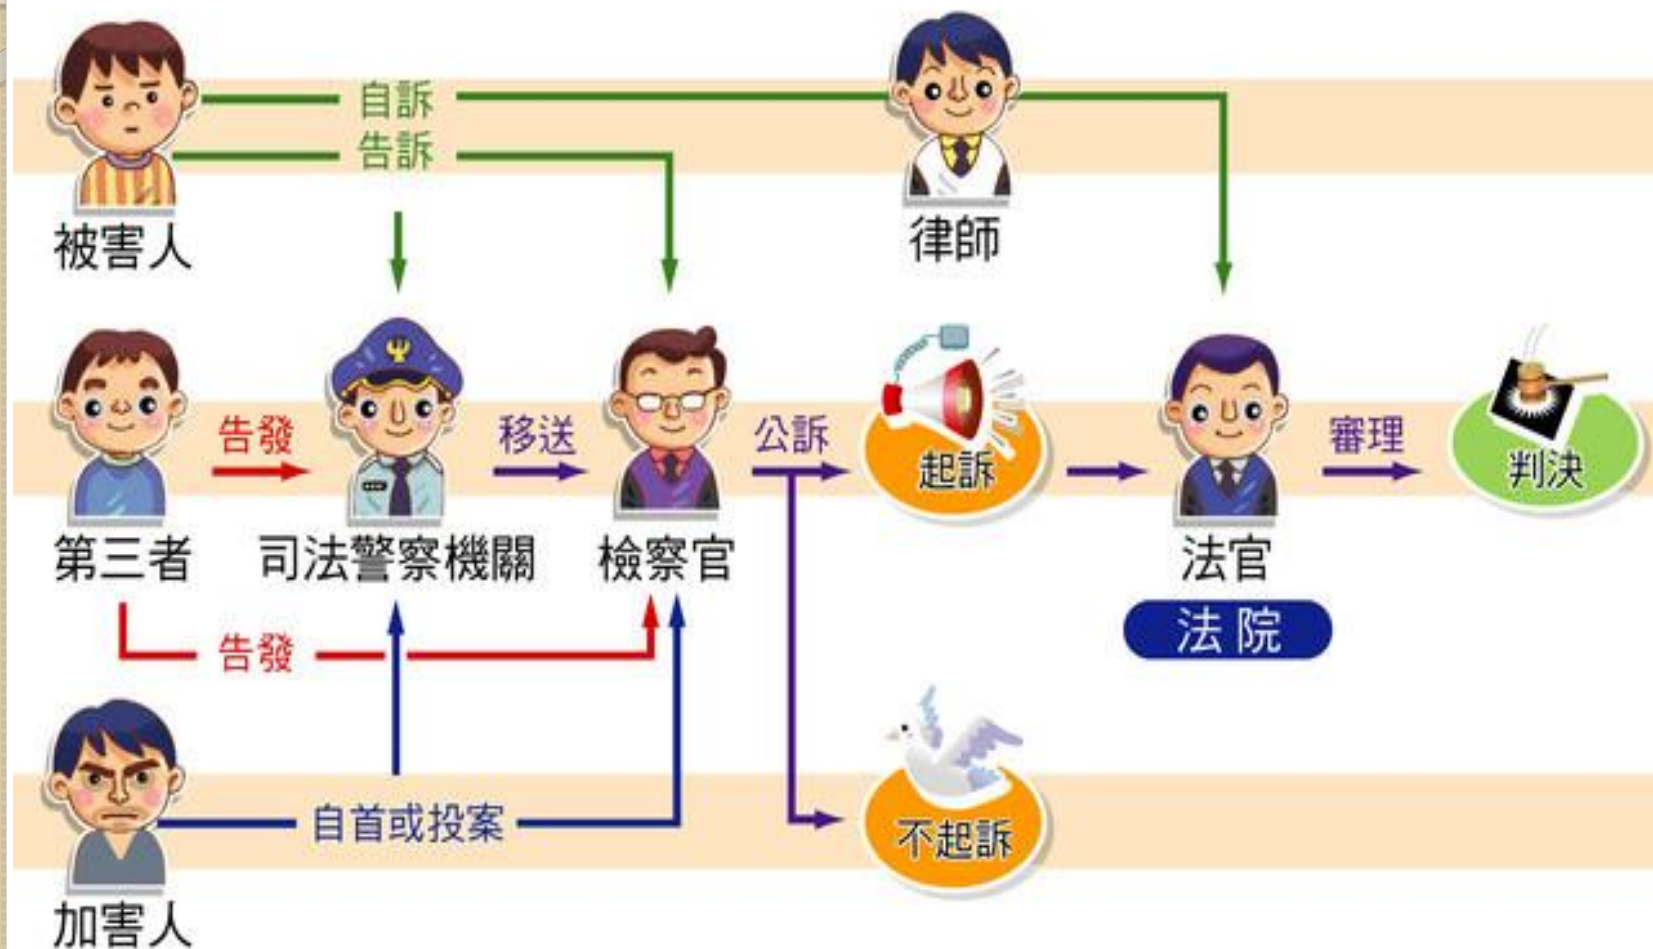 自訴
告訴
被害人
律師
告發
移送
公訴
起訴
審理
判決
第三者
司法警察機關
檢察官
法官
法院
告發
自首或投案
不起訴
加害人